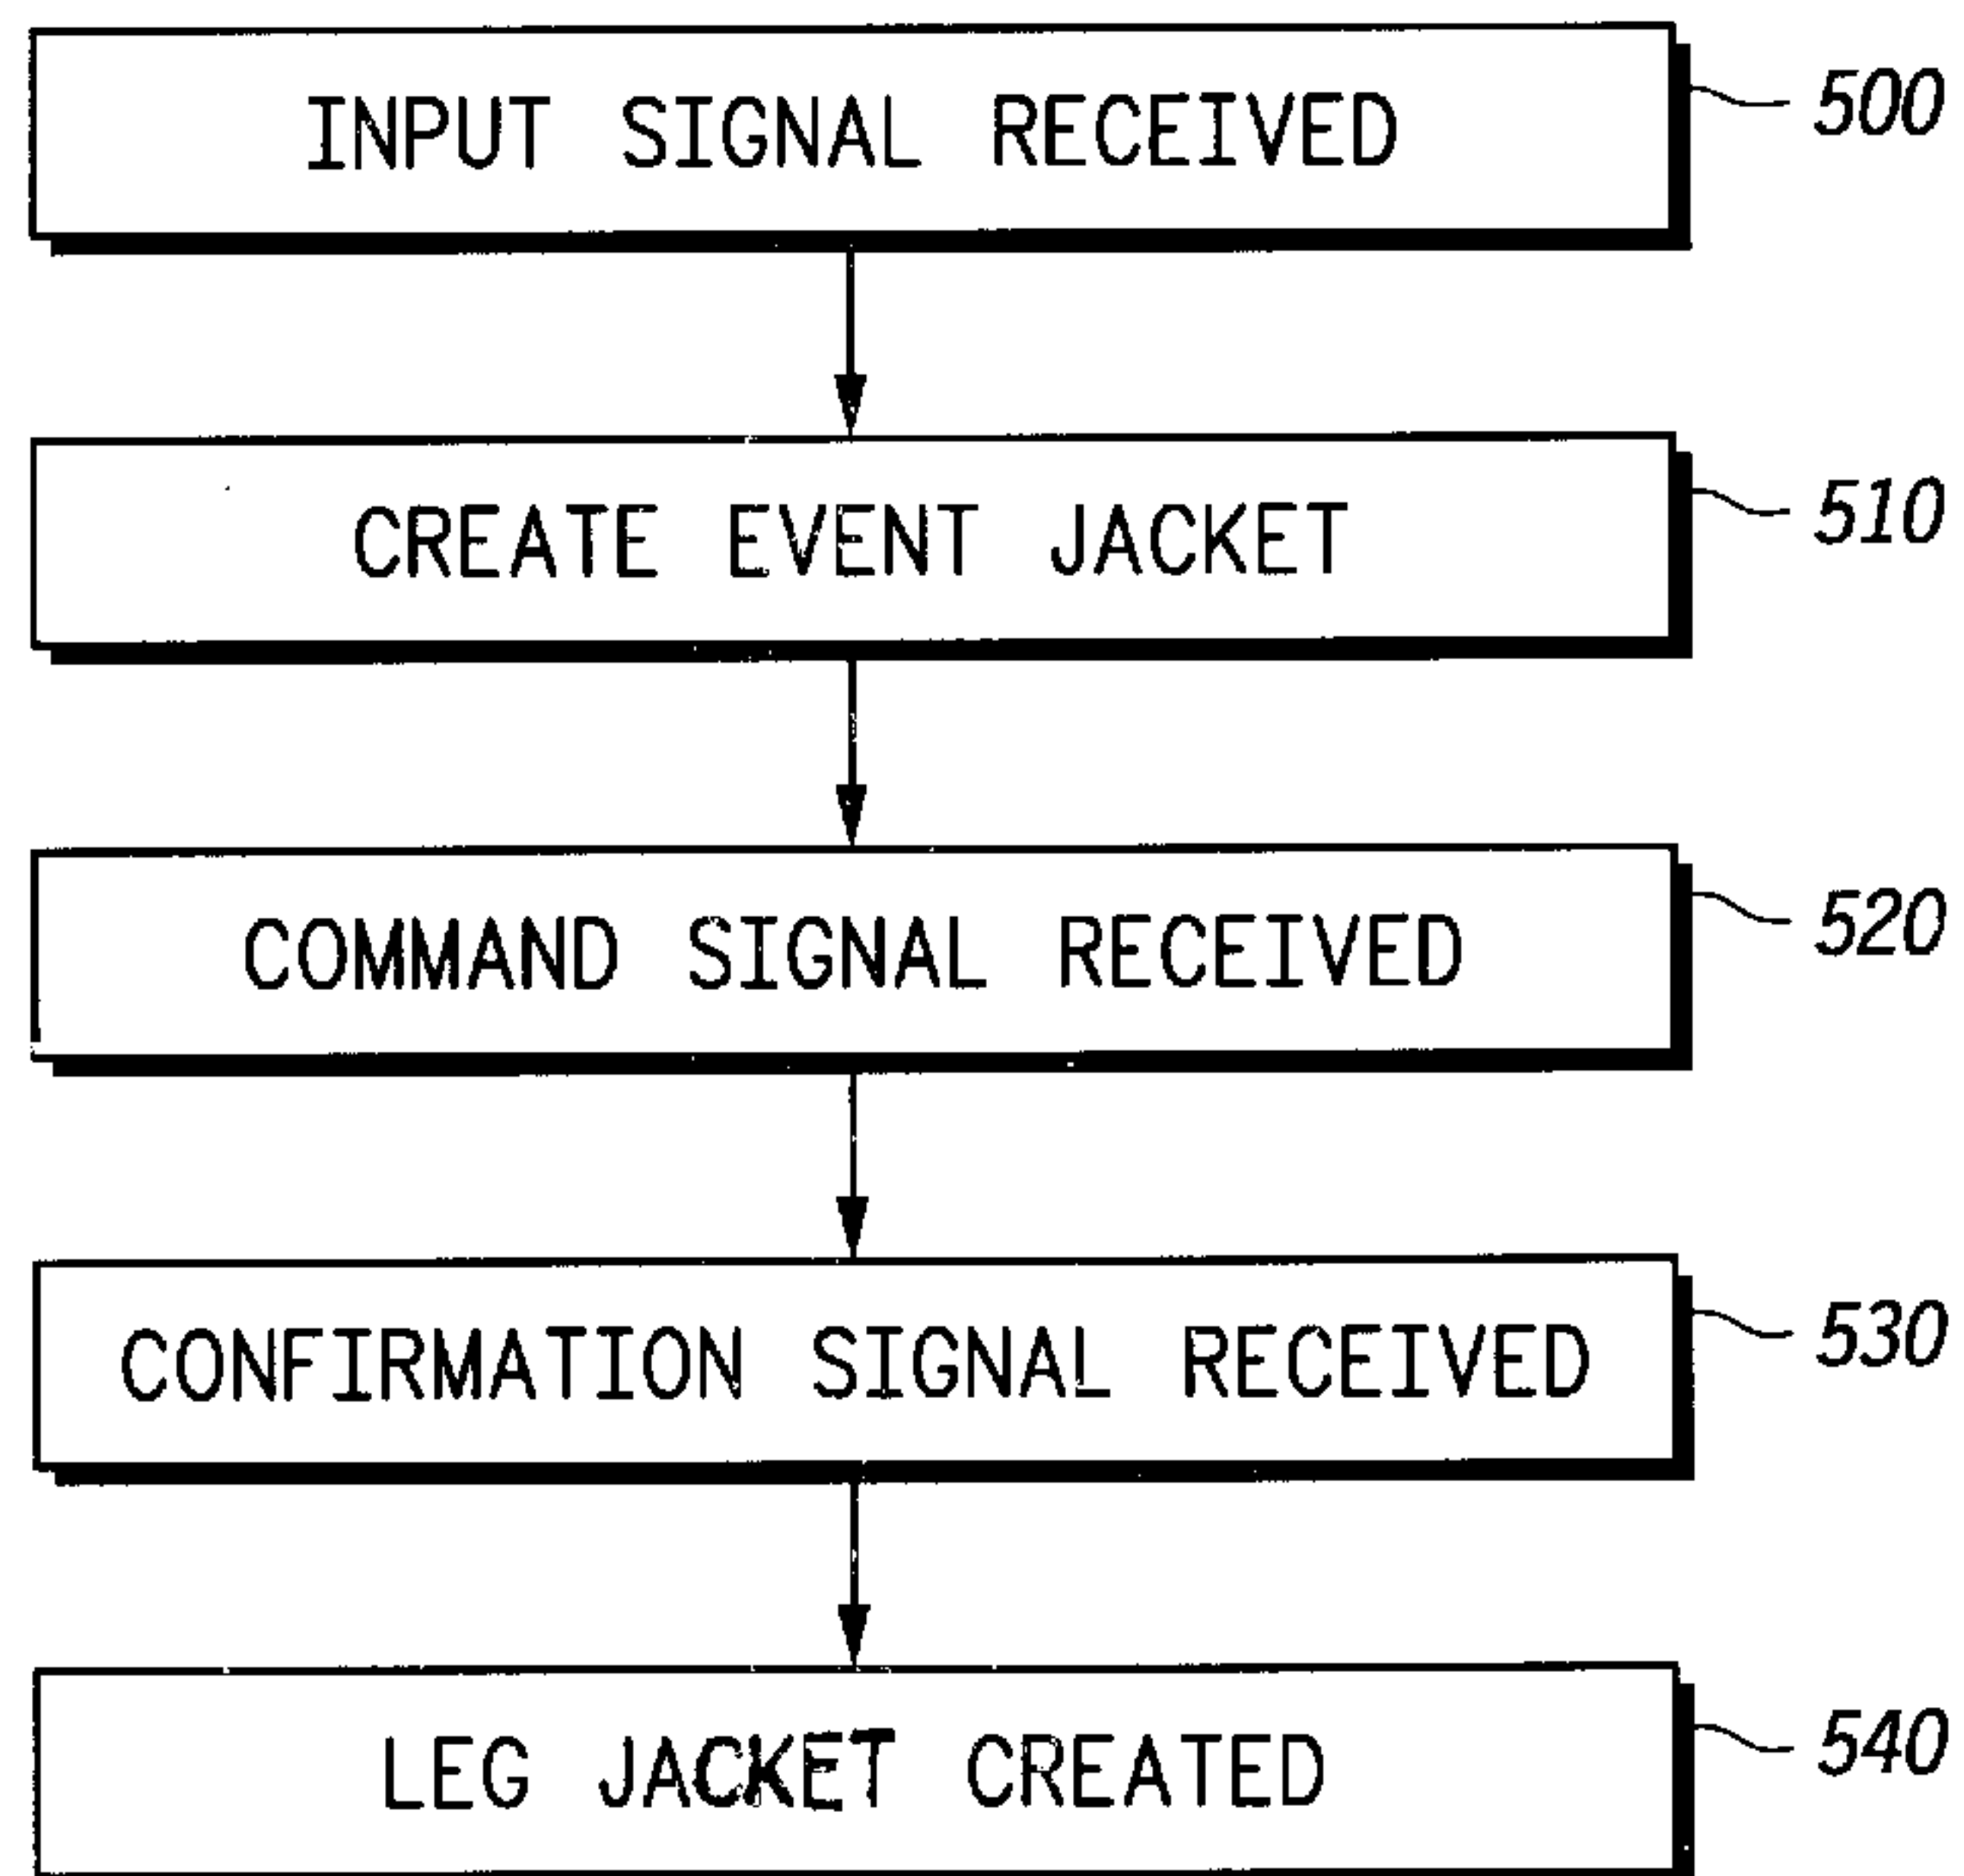 INPUT SIGNAL RECEIVED 500
CREATE EVENT JACKET 510
COMMAND SIGNAL RECEIVED 520
CONFIRMATION SIGNAL RECEIVED 530
LEG JACKET CREATED 540